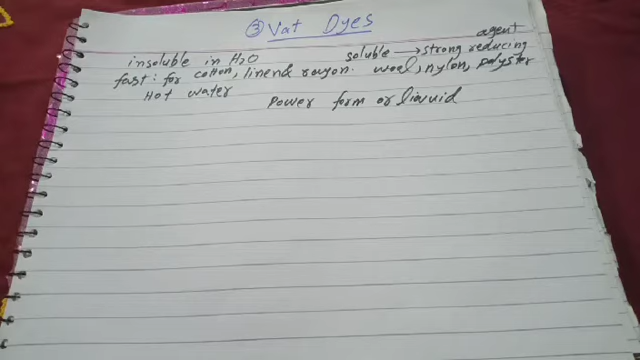 ③ Vat Dyes
insoluble in H2O soluble → strong reducing agent
fast: for cotton, linen & rayon. wool, nylon, polyster
Hot water
Power form or liquid